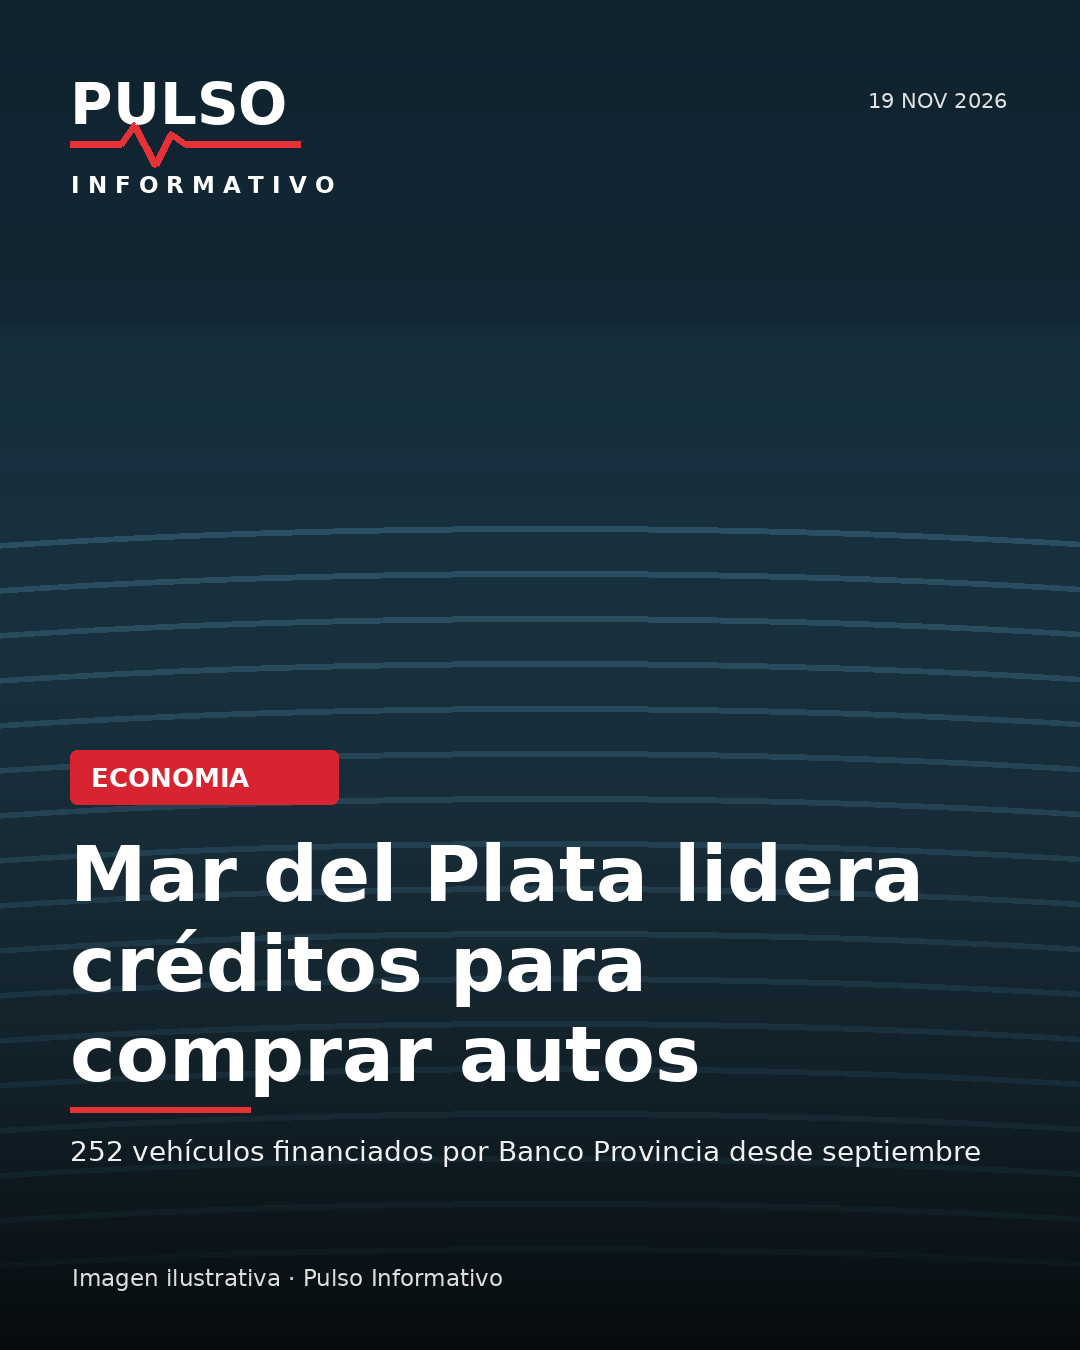 PULSO
INFORMATIVO
19 NOV 2026
ECONOMIA
Mar del Plata lidera
créditos para
comprar autos
252 vehículos financiados por Banco Provincia desde septiembre
Imagen ilustrativa · Pulso Informativo